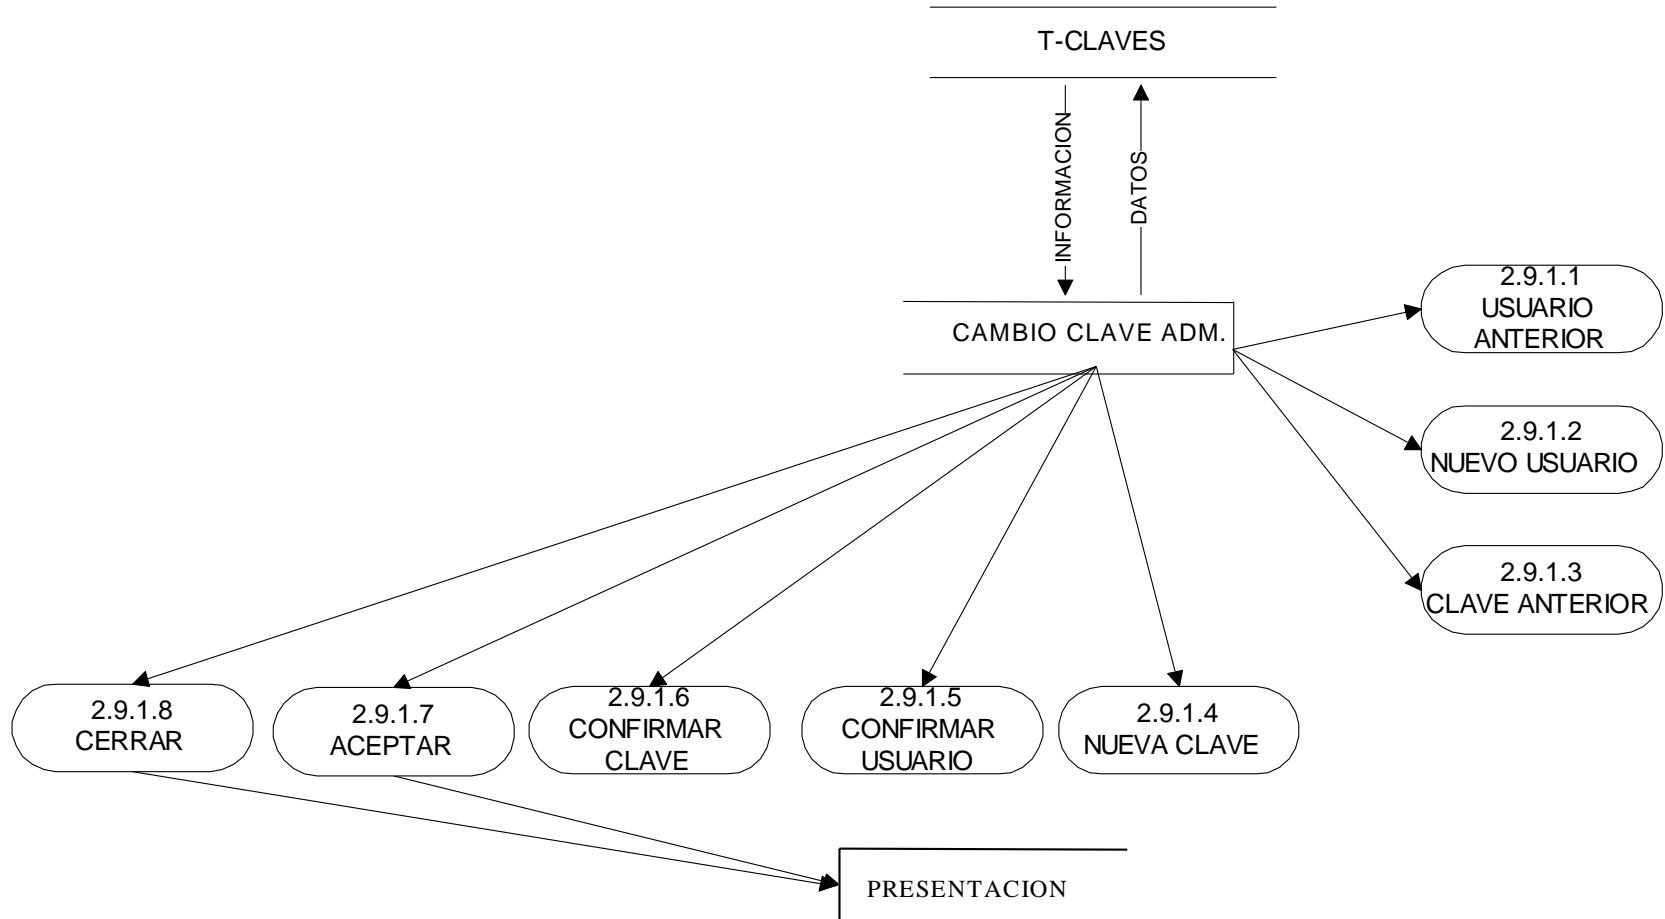 T-CLAVES
INFORMACION
DATOS
CAMBIO CLAVE ADM.
2.9.1.1
USUARIO
ANTERIOR
2.9.1.2
NUEVO USUARIO
2.9.1.3
CLAVE ANTERIOR
2.9.1.8
CERRAR
2.9.1.7
ACEPTAR
2.9.1.6
CONFIRMAR
CLAVE
2.9.1.5
CONFIRMAR
USUARIO
2.9.1.4
NUEVA CLAVE
PRESENTACION